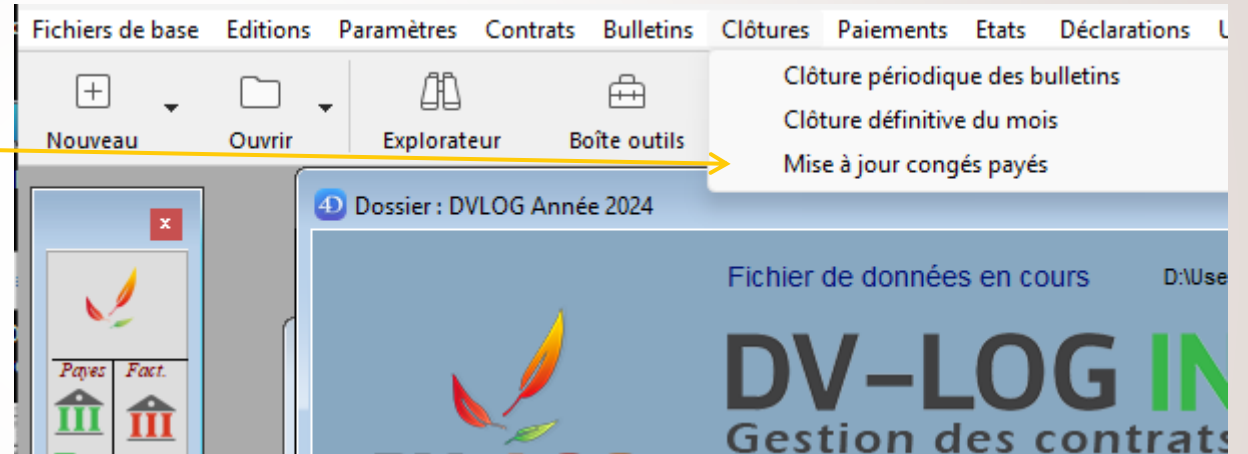 Fichiers de base Editions Paramètres Contrats Bulletins Clôtures Paiements Etats Déclarations
Nouveau Ouvrir Explorateur Boîte outils
Clôture périodique des bulletins
Clôture définitive du mois
Mise à jour congés payés
4D Dossier : DVLOG Année 2024
x
Fichier de données en cours D:\Use
DV-LOG IN
Gestion des contrats
Payes Fact.